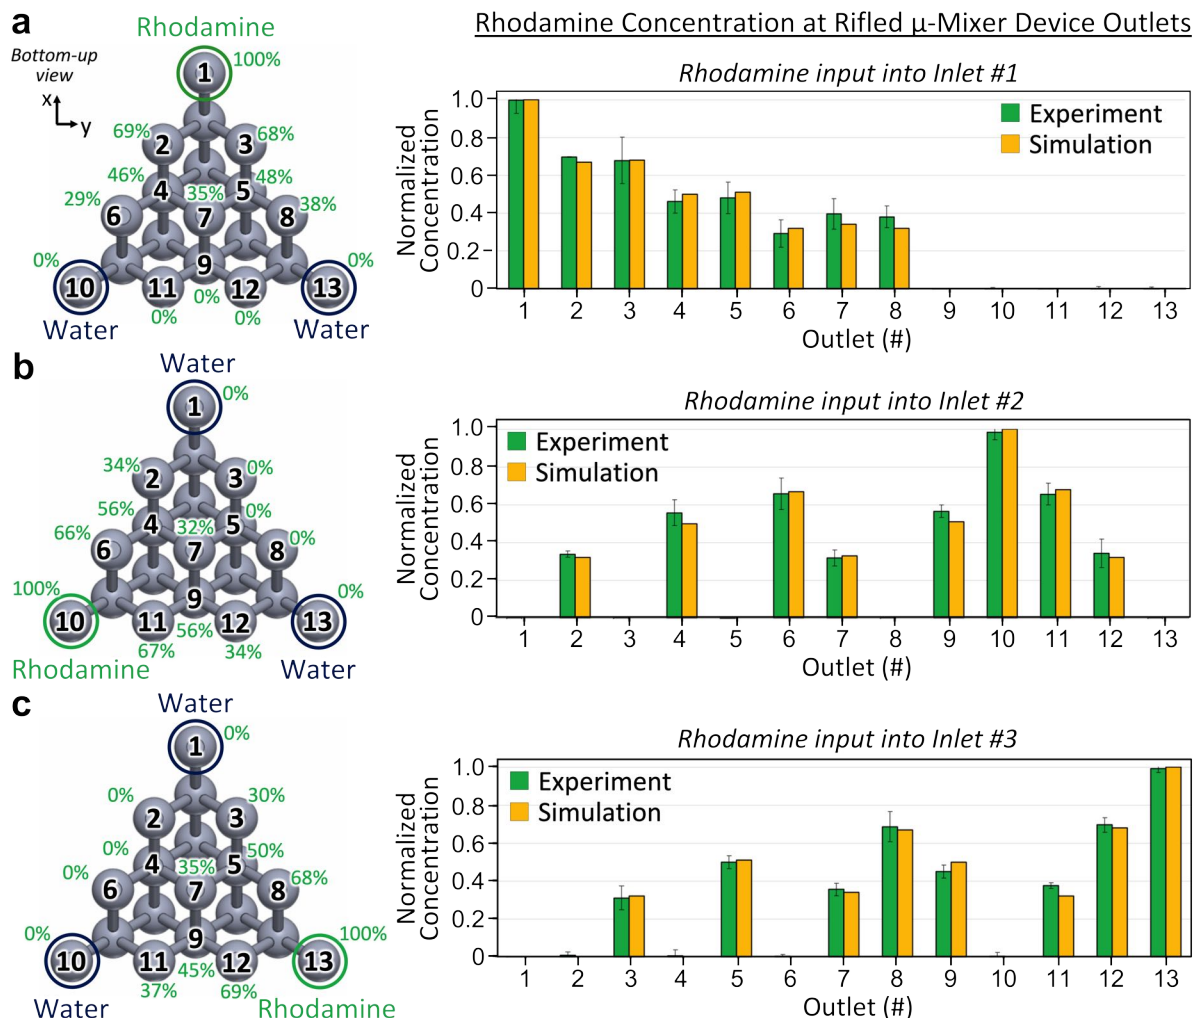 a
Rhodamine
Rhodamine Concentration at Rifled µ-Mixer Device Outlets
Bottom-up
view
x
y
1
100%
69%
2
3
68%
46%
4
35%
5
48%
29%
6
7
8
38%
0%
9
0%
10
11
0%
12
13
Water
0%
0%
Water
Rhodamine input into Inlet #1
Normalized
Concentration
1.0
0.8
0.6
0.4
0.2
0
Experiment
Simulation
1 2 3 4 5 6 7 8 9 10 11 12 13
Outlet (#)
b
Water
1
0%
34%
2
3
0%
56%
4
32%
5
0%
66%
6
7
8
0%
100%
9
0%
10
11
56%
12
13
67%
34%
Rhodamine
Water
Rhodamine input into Inlet #2
Normalized
Concentration
1.0
0.8
0.6
0.4
0.2
0
Experiment
Simulation
1 2 3 4 5 6 7 8 9 10 11 12 13
Outlet (#)
c
Water
1
0%
0%
2
3
30%
0%
4
35%
5
50%
0%
6
7
8
68%
0%
9
100%
10
11
45%
12
13
37%
69%
Water
Rhodamine
Rhodamine input into Inlet #3
Normalized
Concentration
1.0
0.8
0.6
0.4
0.2
0
Experiment
Simulation
1 2 3 4 5 6 7 8 9 10 11 12 13
Outlet (#)